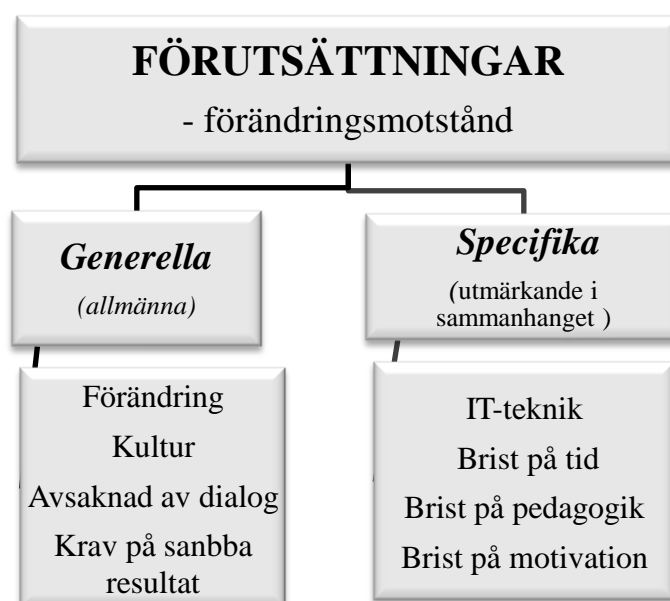 FÖRUTSÄTTNINGAR
- förändringsmotstånd
Generella
(allmänna)
Specifika
(utmärkande i
sammanhanget )
Förändring
Kultur
Avsaknad av dialog
Krav på sanbba
resultat
IT-teknik
Brist på tid
Brist på pedagogik
Brist på motivation